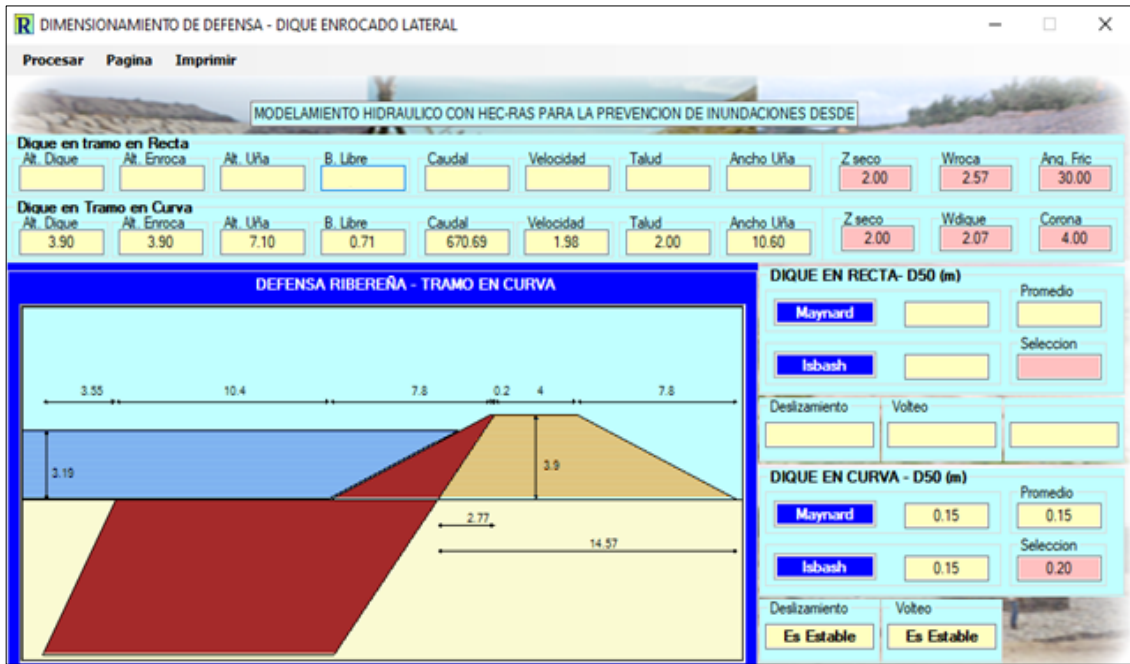 R DIMENSIONAMIENTO DE DEFENSA - DIQUE ENROCADO LATERAL
Procesar Pagina Imprimir
MODELAMIENTO HIDRAULICO CON HEC-RAS PARA LA PREVENCION DE INUNDACIONES DESDE
Dique en tramo en Recta
Alt. Dique Alt. Enroca Alt. Uña B. Libre Caudal Velocidad Talud Ancho Uña Z seco Wroca Ang. Fric
2.00 2.57 30.00
Dique en Tramo en Curva
Alt. Dique Alt. Enroca Alt. Uña B. Libre Caudal Velocidad Talud Ancho Uña Z seco Wdique Corona
3.90 3.90 7.10 0.71 670.69 1.98 2.00 10.60 2.00 2.07 4.00
DEFENSA RIBEREÑA - TRAMO EN CURVA
3.55 10.4 7.8 0.2 4 7.8
3.19
3.9
2.77
14.57
DIQUE EN RECTA- D50 (m)
Promedio
Maynard
Seleccion
Isbash
Deslizamiento Volteo
DIQUE EN CURVA - D50 (m)
Promedio
Maynard 0.15 0.15
Seleccion
Isbash 0.15 0.20
Deslizamiento Volteo
Es Estable Es Estable